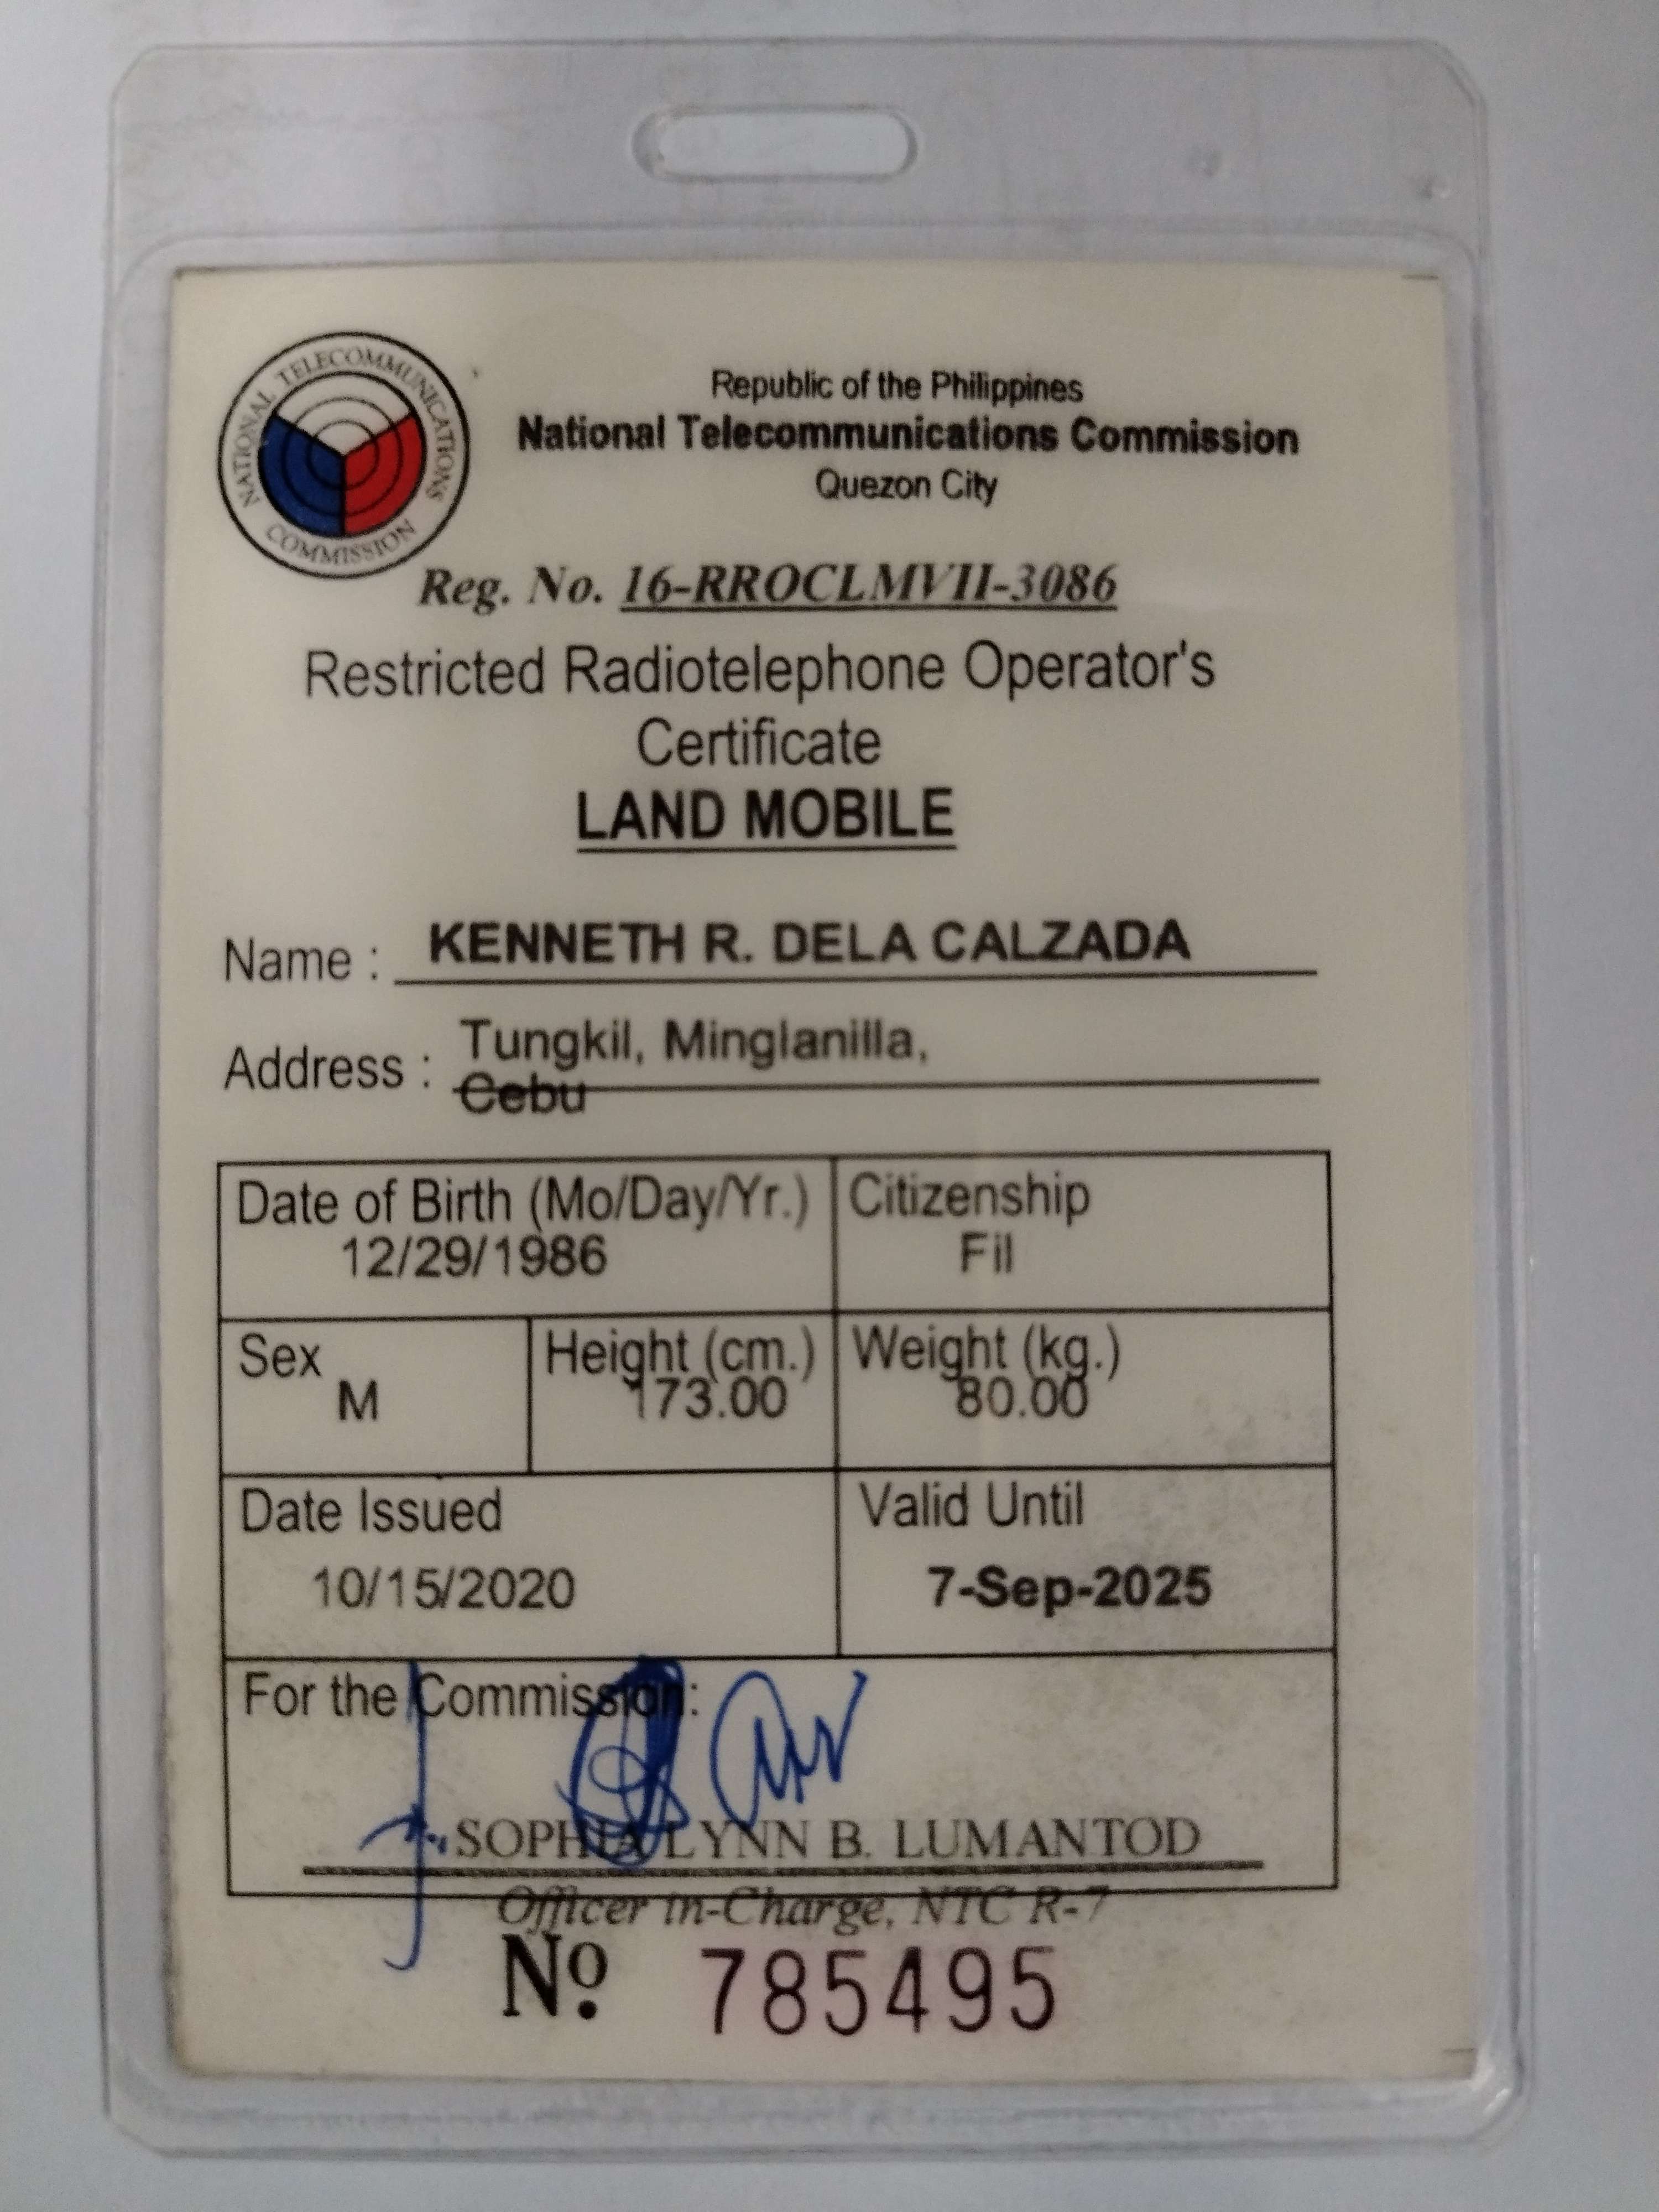 NATIONAL TELECOMMUNICATIONS
COMMISSION
Republic of the Philippines
National Telecommunications Commission
Quezon City
Reg. No. 16-RROCLMVII-3086
Restricted Radiotelephone Operator's
Certificate
LAND MOBILE
Name : KENNETH R. DELA CALZADA
Address : Tungkil, Minglanilla,
Cebu
Date of Birth (Mo/Day/Yr.) Citizenship
12/29/1986 Fil
Sex Height (cm.) Weight (kg.)
M 173.00 80.00
Date Issued Valid Until
10/15/2020 7-Sep-2025
For the Commission:
SOPHIA LYNN B. LUMANTOD
Officer in-Charge, NTC R-7
Nº 785495